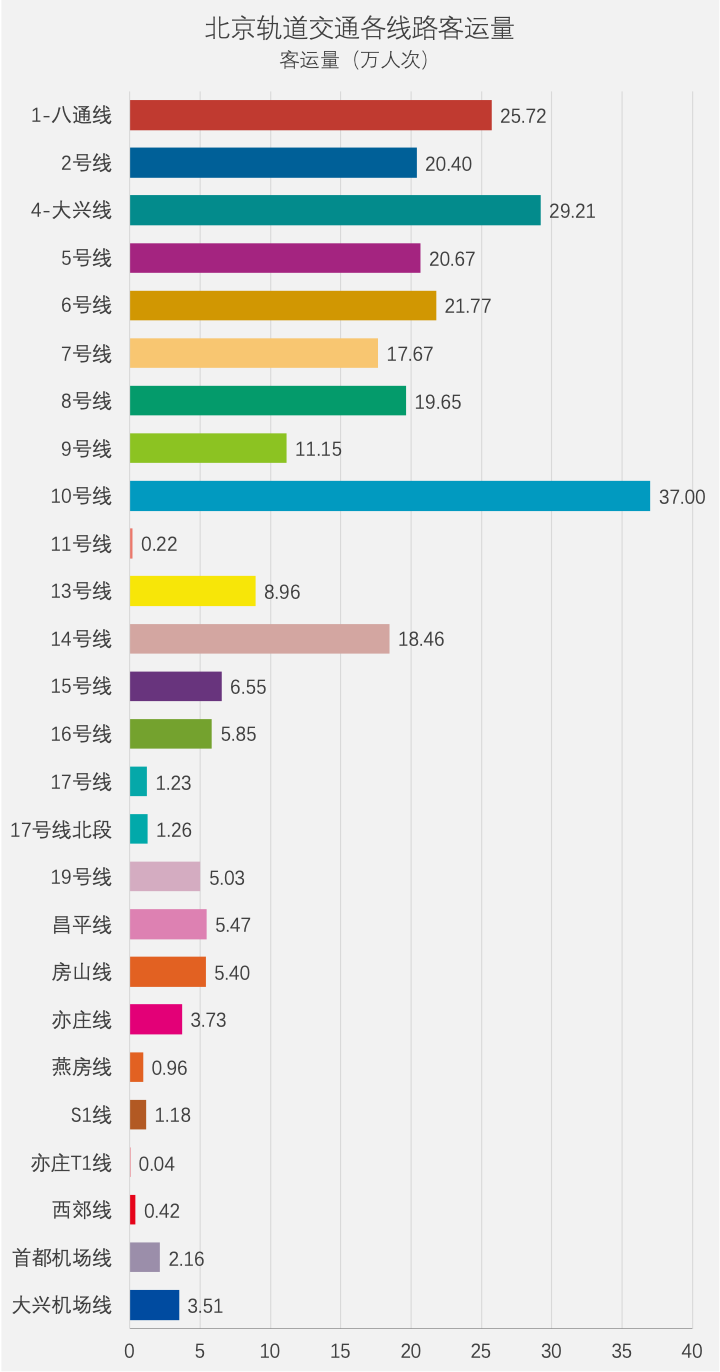 北京轨道交通各线路客运量
客运量（万人次）
1-八通线 25.72
2号线 20.40
4-大兴线 29.21
5号线 20.67
6号线 21.77
7号线 17.67
8号线 19.65
9号线 11.15
10号线 37.00
11号线 0.22
13号线 8.96
14号线 18.46
15号线 6.55
16号线 5.85
17号线 1.23
17号线北段 1.26
19号线 5.03
昌平线 5.47
房山线 5.40
亦庄线 3.73
燕房线 0.96
S1线 1.18
亦庄T1线 0.04
西郊线 0.42
首都机场线 2.16
大兴机场线 3.51
0 5 10 15 20 25 30 35 40